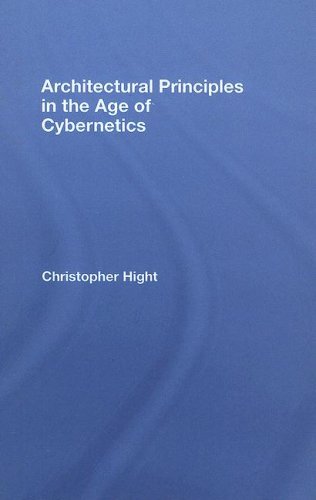 Architectural Principles
in the Age of
Cybernetics
Christopher Hight